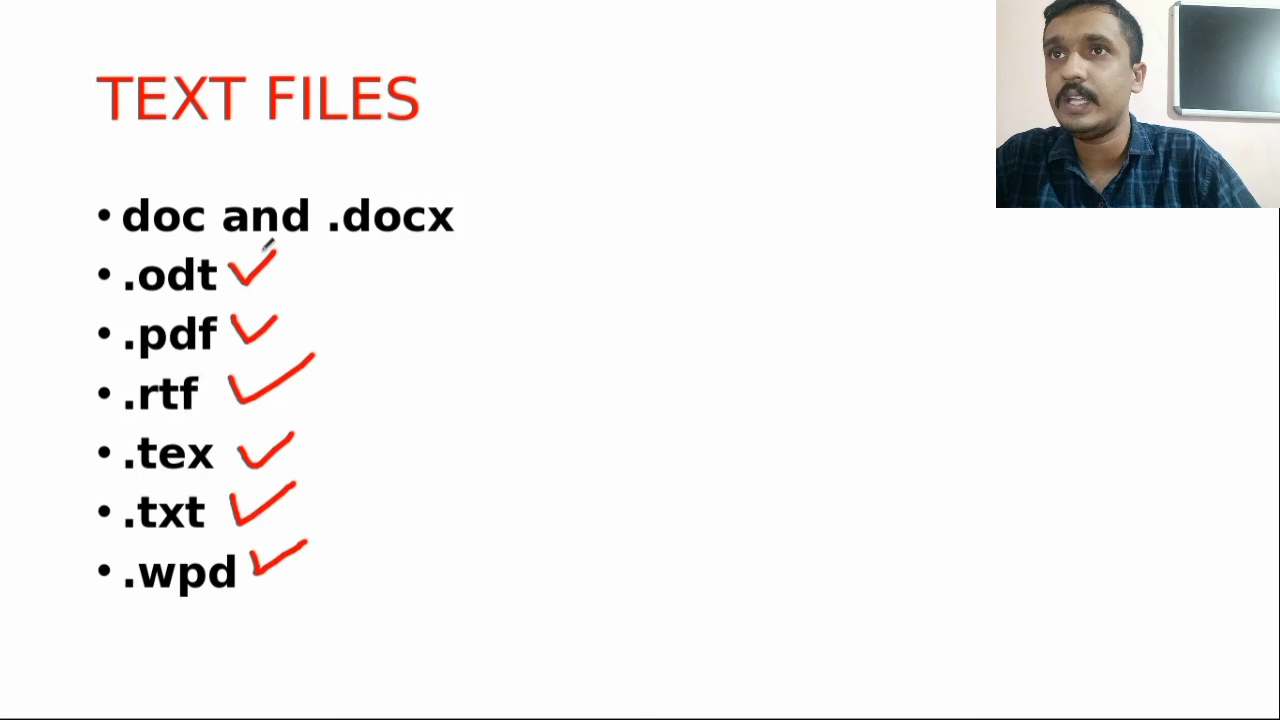 TEXT FILES
• doc and .docx
• .odt
• .pdf
• .rtf
• .tex
• .txt
• .wpd